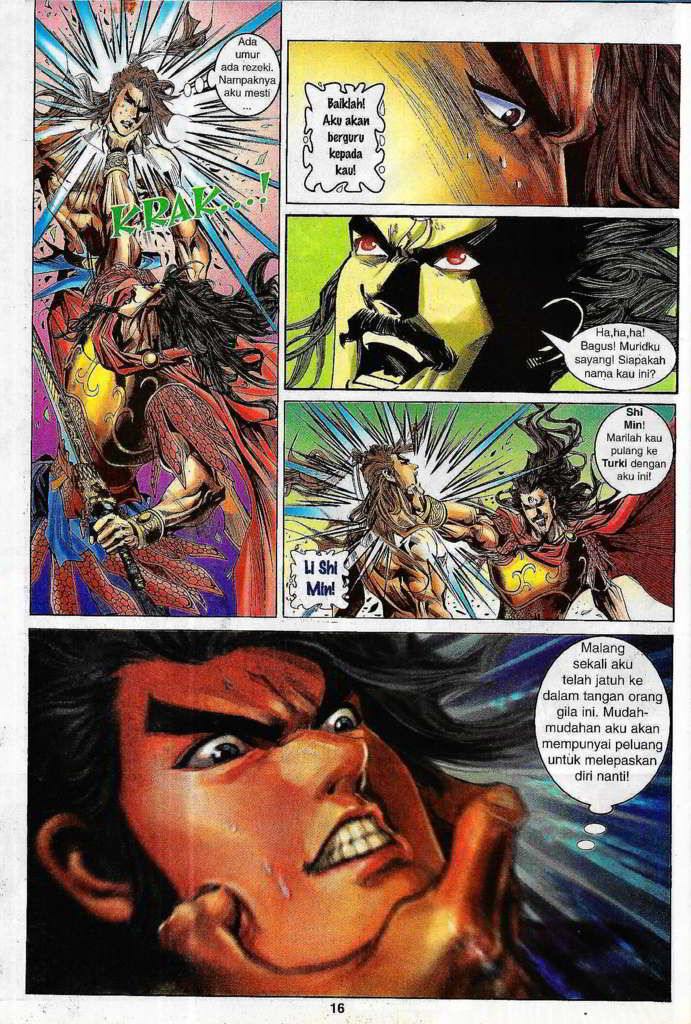 Ada
umur
ada rezeki.
Nampaknya
aku mesti
...
KRAK....!
Baiklah!
Aku akan
berguru
kepada
kau!
Ha,ha,ha!
Bagus! Muridku
sayang! Siapakah
nama kau ini?
Li Shi
Min!
Shi
Min!
Marilah kau
pulang ke
Turki dengan
aku ini!
Malang
sekali aku
telah jatuh ke
dalam tangan orang
gila ini. Mudah-
mudahan aku akan
mempunyai peluang
untuk melepaskan
diri nanti!
16